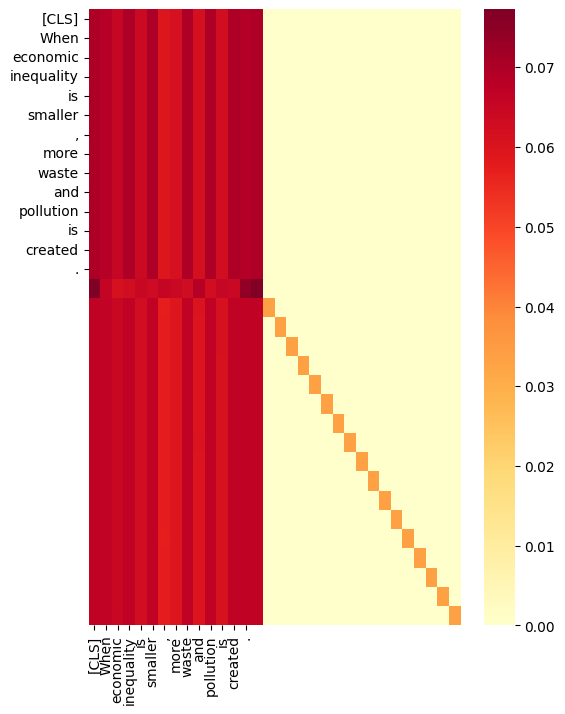 [CLS]
When
economic
inequality
is
smaller
,
more
waste
and
pollution
is
created
.
0.07
0.06
0.05
0.04
0.03
0.02
0.01
0.00
[CLS]
When
economic
inequality
is
smaller
,
more
waste
and
pollution
is
created
.